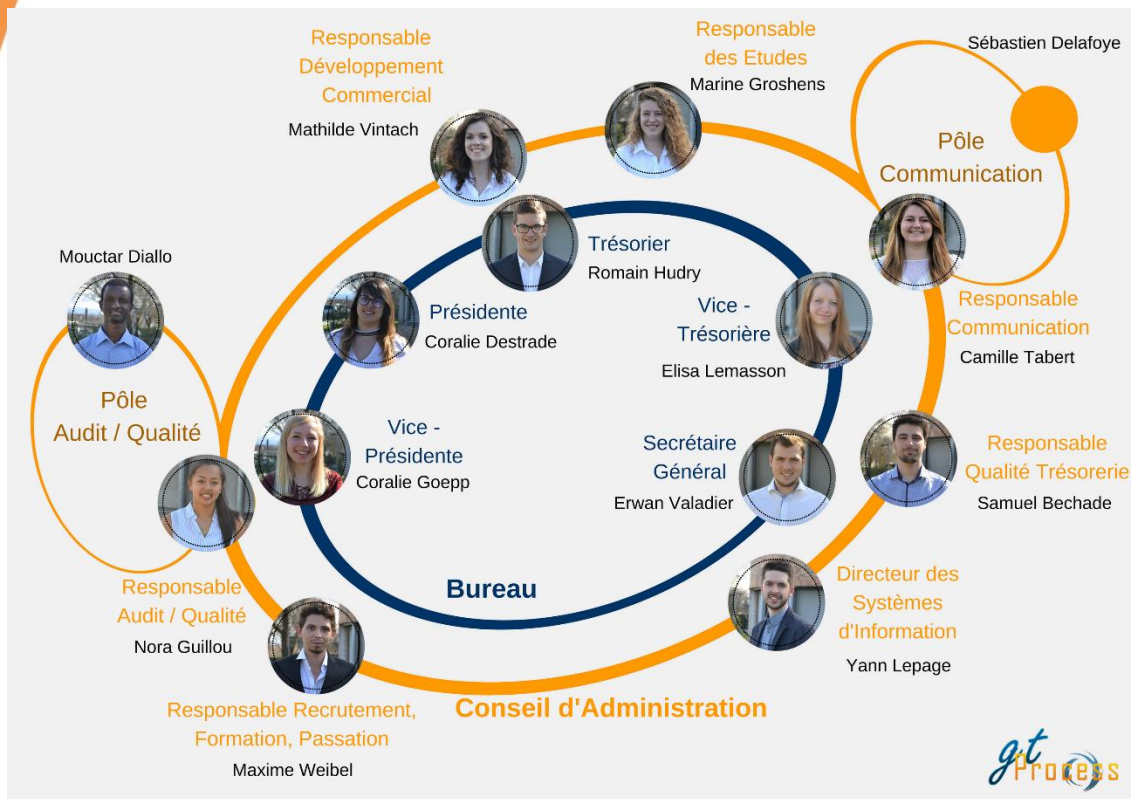 Responsable
Développement
Commercial
Mathilde Vintach
Responsable
des Etudes
Marine Groshens
Sébastien Delafoye
Pôle
Communication
Mouctar Diallo
Trésorier
Romain Hudry
Présidente
Coralie Destrade
Vice -
Trésorière
Elisa Lemasson
Responsable
Communication
Camille Tabert
Pôle
Audit / Qualité
Vice -
Présidente
Coralie Goepp
Secrétaire
Général
Erwan Valadier
Responsable
Qualité Trésorerie
Samuel Bechade
Bureau
Responsable
Audit / Qualité
Nora Guillou
Directeur des
Systèmes
d'Information
Yann Lepage
Conseil d'Administration
Responsable Recrutement,
Formation, Passation
Maxime Weibel
gt
Process